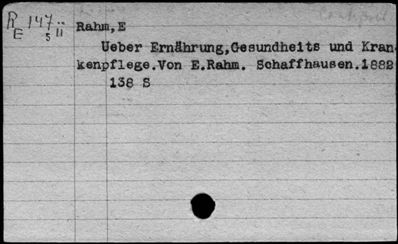 R 147
E 5 II
Rahm,E
Ueber Ernährung,Gesundheits und Kran
kenpflege.Von E.Rahm. Schaffhausen.1882
138 S